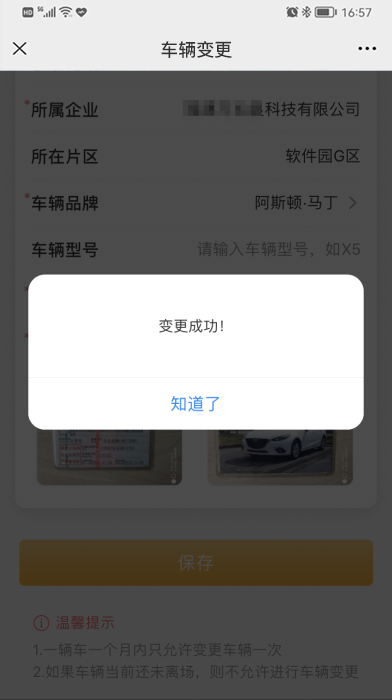 HD 5G 16:57
车辆变更
*所属企业 科技有限公司
所在片区 软件园G区
*车辆品牌 阿斯顿·马丁
车辆型号 请输入车辆型号，如X5
变更成功！
知道了
保存
温馨提示
1.一辆车一个月内只允许变更车辆一次
2.如果车辆当前还未离场，则不允许进行车辆变更